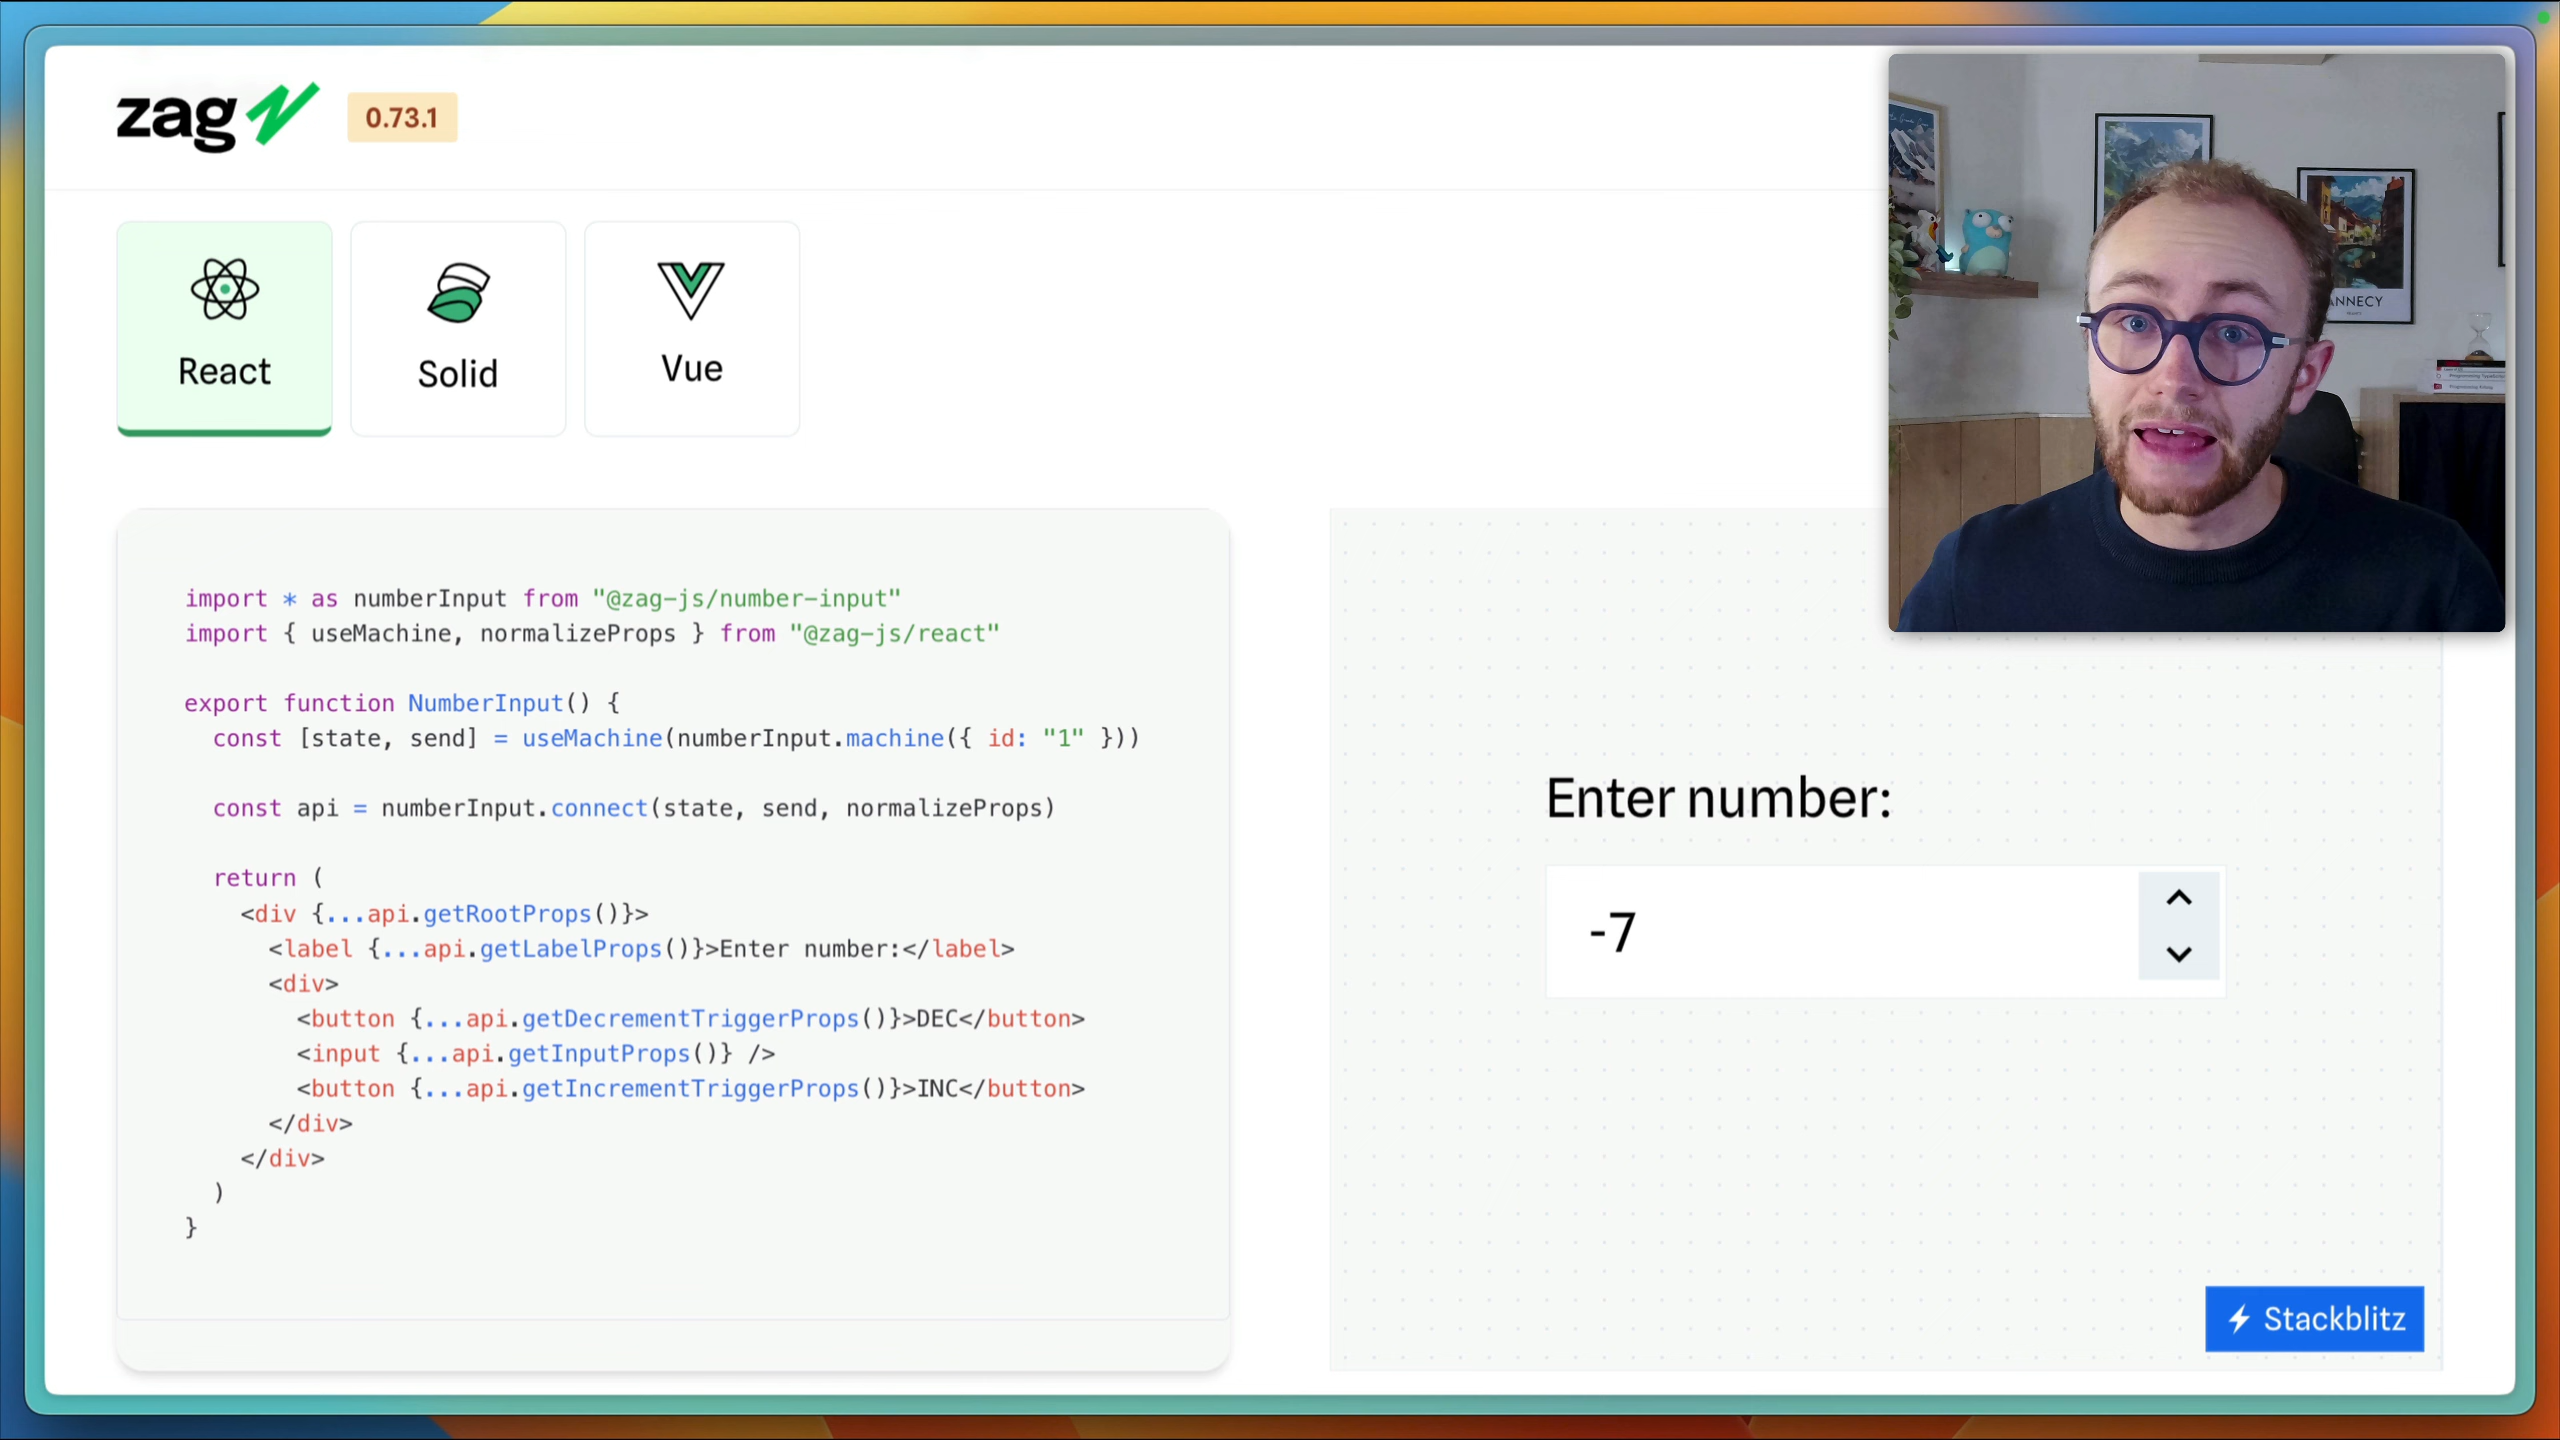 zag 0.73.1
React
Solid
Vue
import * as numberInput from "@zag-js/number-input"
import { useMachine, normalizeProps } from "@zag-js/react"
export function NumberInput() {
const [state, send] = useMachine(numberInput.machine({ id: "1" }))
const api = numberInput.connect(state, send, normalizeProps)
return (
<div {...api.getRootProps()}>
<label {...api.getLabelProps()}>Enter number:</label>
<div>
<button {...api.getDecrementTriggerProps()}>DEC</button>
<input {...api.getInputProps()} />
<button {...api.getIncrementTriggerProps()}>INC</button>
</div>
</div>
)
}
Enter number:
-7
Stackblitz
ANNECY